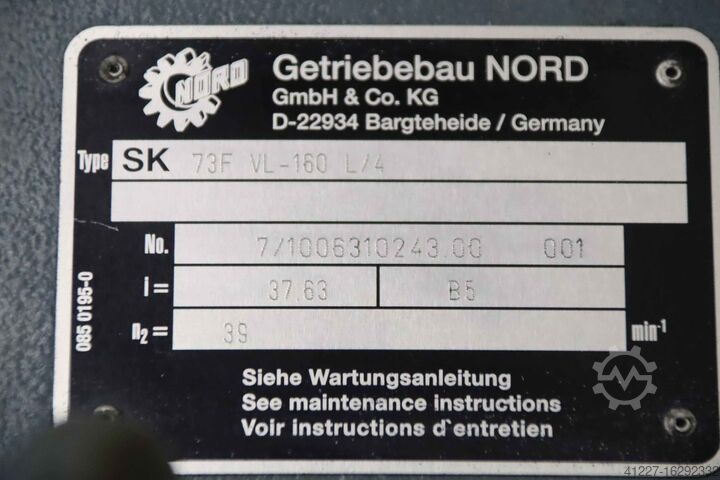 NORD
Getriebebau NORD
GmbH & Co. KG
D-22934 Bargteheide / Germany
Type SK 73F VL-160 L/4
No. 7/1006310243.00 001
i= 37,63 B5
n2= 39 min-1
085 0195-0
Siehe Wartungsanleitung
See maintenance instructions
Voir instructions d`entretien
41227-16292332